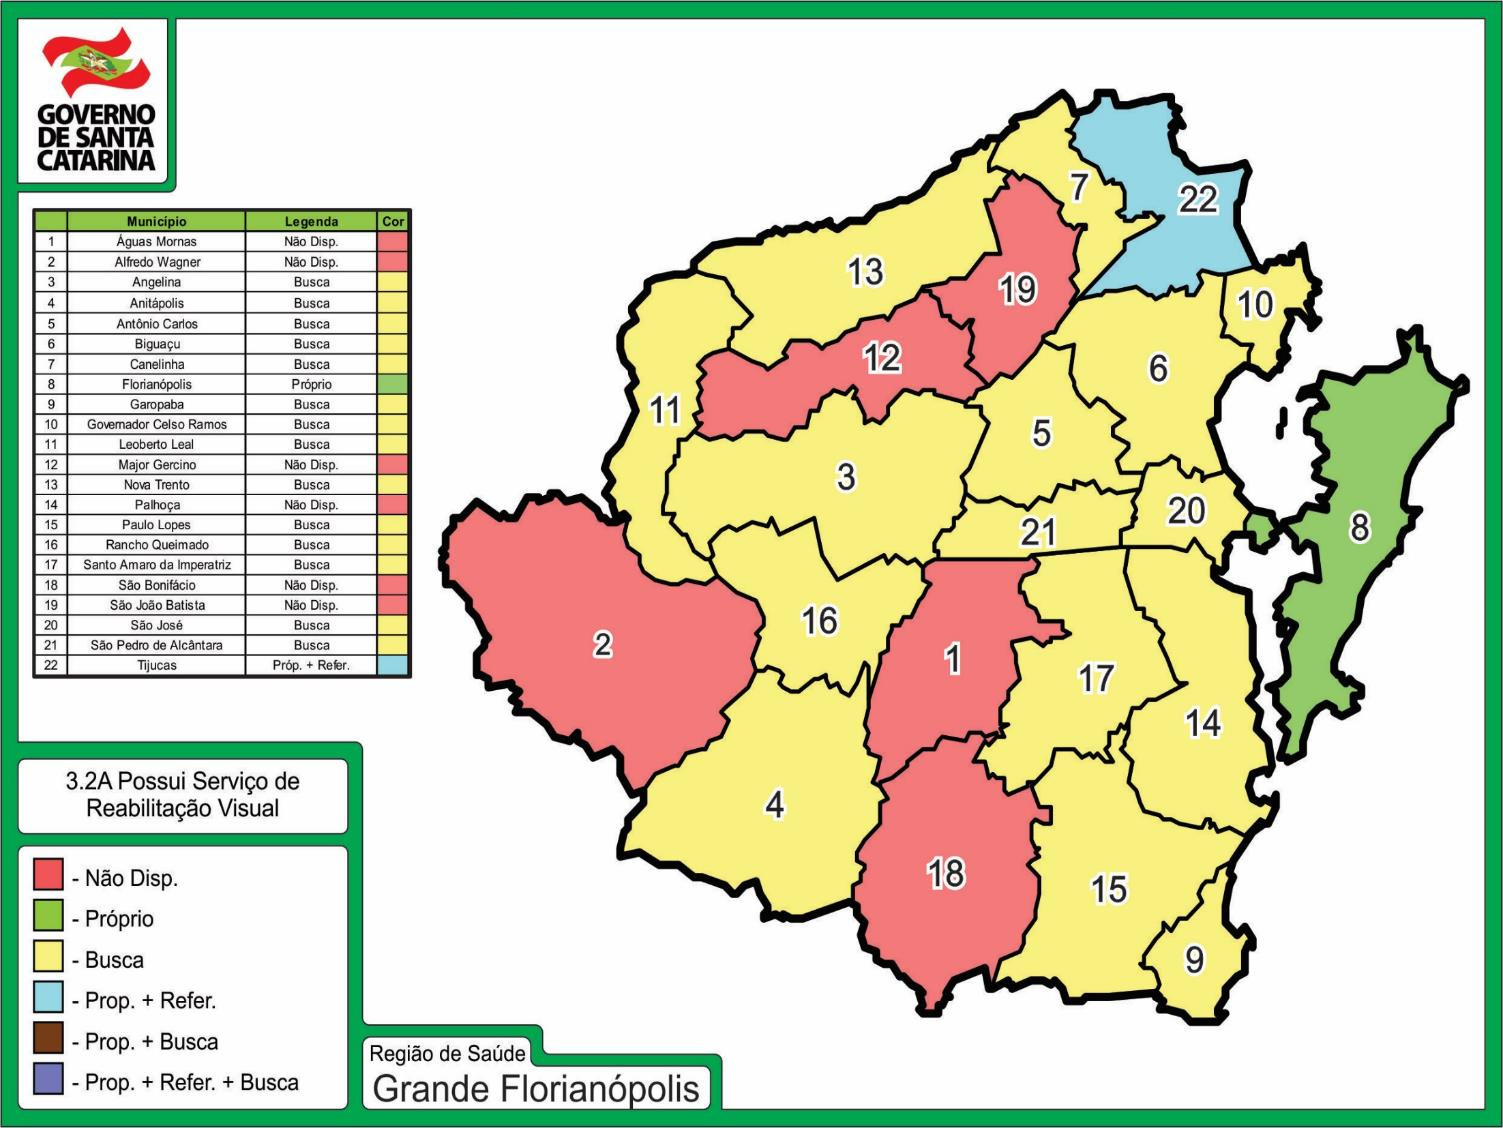 GOVERNO
DE SANTA
CATARINA
Município Legenda Cor
1 Águas Mornas Não Disp.
2 Alfredo Wagner Não Disp.
3 Angelina Busca
4 Anitápolis Busca
5 Antônio Carlos Busca
6 Biguaçu Busca
7 Canelinha Busca
8 Florianópolis Próprio
9 Garopaba Busca
10 Governador Celso Ramos Busca
11 Leoberto Leal Busca
12 Major Gercino Não Disp.
13 Nova Trento Busca
14 Palhoça Não Disp.
15 Paulo Lopes Busca
16 Rancho Queimado Busca
17 Santo Amaro da Imperatriz Busca
18 São Bonifácio Não Disp.
19 São João Batista Não Disp.
20 São José Busca
21 São Pedro de Alcântara Busca
22 Tijucas Próp. + Refer.
7
22
13
19
10
12
6
11
5
3
20
21
8
16
2
1
17
14
4
18
15
9
3.2A Possui Serviço de
Reabilitação Visual
- Não Disp.
- Próprio
- Busca
- Prop. + Refer.
- Prop. + Busca
- Prop. + Refer. + Busca
Região de Saúde
Grande Florianópolis